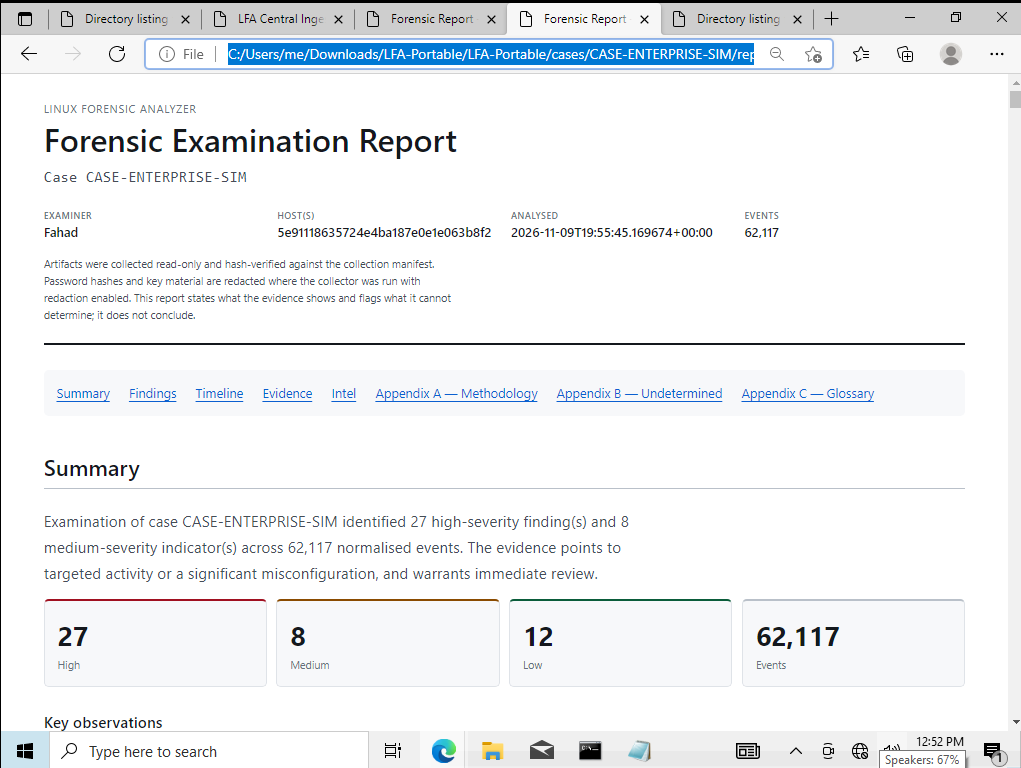 Directory listing
LFA Central Inge
Forensic Report
Forensic Report
Directory listing
File
C:/Users/me/Downloads/LFA-Portable/LFA-Portable/cases/CASE-ENTERPRISE-SIM/rep
LINUX FORENSIC ANALYZER
Forensic Examination Report
Case CASE-ENTERPRISE-SIM
EXAMINER
HOST(S)
ANALYSED
EVENTS
Fahad
5e91118635724e4ba187e0e1e063b8f2
2026-11-09T19:55:45.169674+00:00
62,117
Artifacts were collected read-only and hash-verified against the collection manifest.
Password hashes and key material are redacted where the collector was run with
redaction enabled. This report states what the evidence shows and flags what it cannot
determine; it does not conclude.
Summary Findings Timeline Evidence Intel Appendix A — Methodology Appendix B — Undetermined Appendix C — Glossary
Summary
Examination of case CASE-ENTERPRISE-SIM identified 27 high-severity finding(s) and 8
medium-severity indicator(s) across 62,117 normalised events. The evidence points to
targeted activity or a significant misconfiguration, and warrants immediate review.
27
High
8
Medium
12
Low
62,117
Events
Key observations
Type here to search
12:52 PM
Speakers: 67%
1